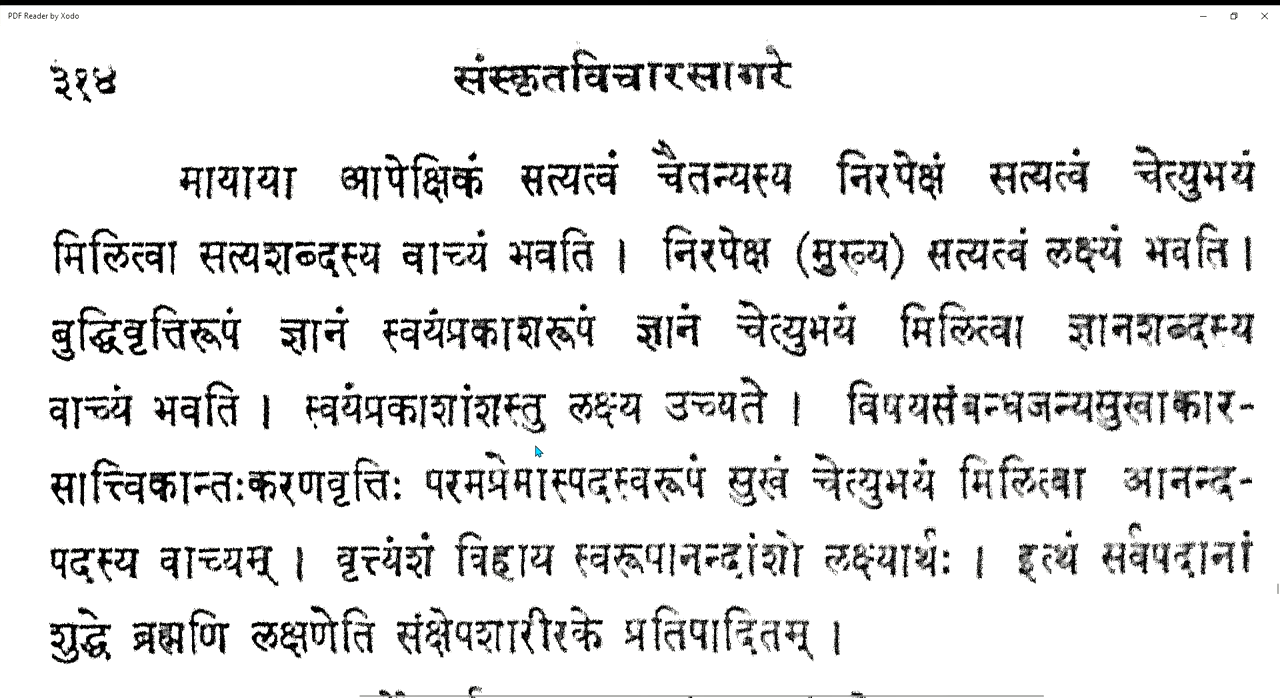 PDF Reader by Xodo
३१४ संस्कृतविचारसागरे
मायाया आपेक्षिकं सत्यत्वं चैतन्यस्य निरपेक्षं सत्यत्वं चेत्युभयं
मिलित्वा सत्यशब्दस्य वाच्यं भवति । निरपेक्ष (मुख्य) सत्यत्वं लक्ष्यं भवति ।
बुद्धिवृत्तिरूपं ज्ञानं स्वयंप्रकाशरूपं ज्ञानं चेत्युभयं मिलित्वा ज्ञानशब्दस्य
वाच्यं भवति । स्वयंप्रकाशांशस्तु लक्ष्य उच्यते । विषयसंबन्धजन्यसुखाकार-
सात्त्विकान्तःकरणवृत्तिः परमप्रेमास्पदस्वरूपं सुखं चेत्युभयं मिलित्वा आनन्द-
पदस्य वाच्यम् । वृत्त्यंशं विहाय स्वरूपानन्दांशो लक्ष्यार्थः । इत्थं सर्वपदानां
शुद्धे ब्रह्मणि लक्षणेति संक्षेपशारीरके प्रतिपादितम् ।